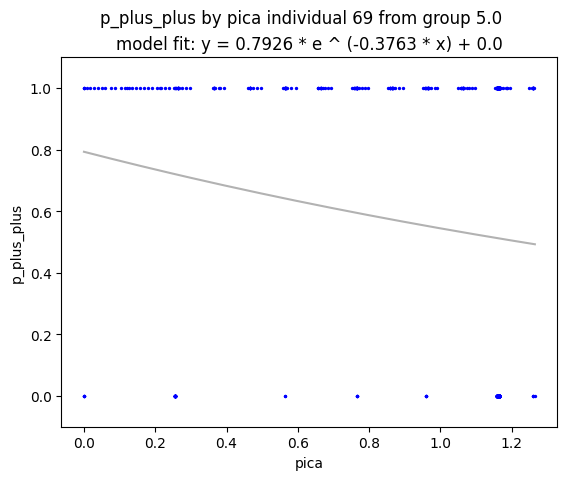 p_plus_plus by pica individual 69 from group 5.0
model fit: y = 0.7926 * e ^ (-0.3763 * x) + 0.0
1.0
0.8
0.6
0.4
0.2
0.0
p_plus_plus
0.0 0.2 0.4 0.6 0.8 1.0 1.2
pica